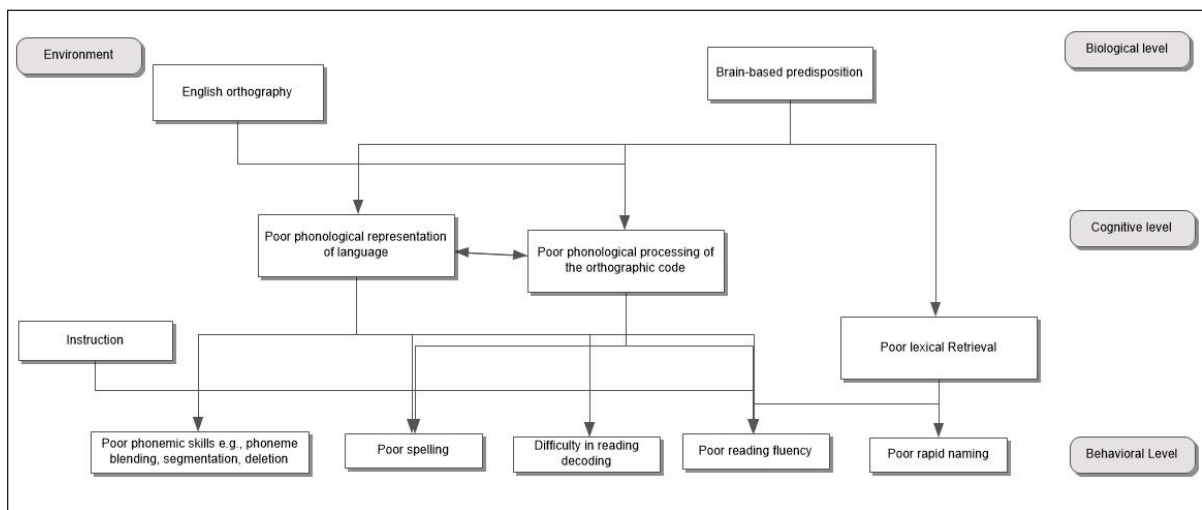 Environment
Biological level
English orthography
Brain-based predisposition
Poor phonological representation
of language
Poor phonological processing of
the orthographic code
Cognitive level
Instruction
Poor lexical Retrieval
Poor phonemic skills e.g., phoneme
blending, segmentation, deletion
Poor spelling
Difficulty in reading
decoding
Poor reading fluency
Poor rapid naming
Behavioral Level